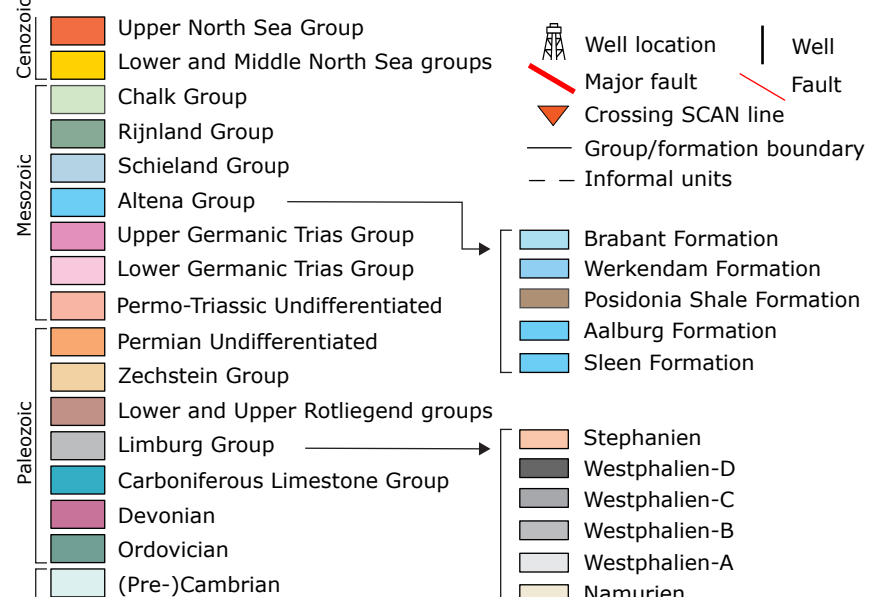 Cenozoic
Upper North Sea Group
Lower and Middle North Sea groups
Mesozoic
Chalk Group
Rijnland Group
Schieland Group
Altena Group
Upper Germanic Trias Group
Lower Germanic Trias Group
Permo-Triassic Undifferentiated
Paleozoic
Permian Undifferentiated
Zechstein Group
Lower and Upper Rotliegend groups
Limburg Group
Carboniferous Limestone Group
Devonian
Ordovician
(Pre-)Cambrian
Well location
Well
Major fault
Fault
Crossing SCAN line
Group/formation boundary
Informal units
Brabant Formation
Werkendam Formation
Posidonia Shale Formation
Aalburg Formation
Sleen Formation
Stephanien
Westphalien-D
Westphalien-C
Westphalien-B
Westphalien-A
Namurien